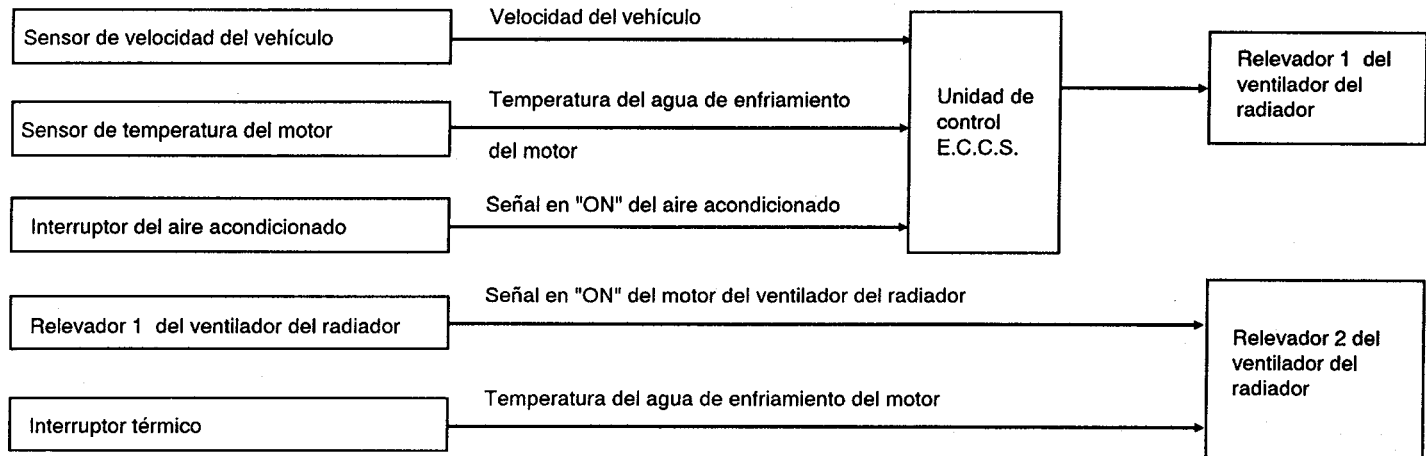 Sensor de velocidad del vehículo
Velocidad del vehículo
Sensor de temperatura del motor
Temperatura del agua de enfriamiento
del motor
Interruptor del aire acondicionado
Señal en "ON" del aire acondicionado
Unidad de
control
E.C.C.S.
Relevador 1 del
ventilador del
radiador
Relevador 1 del ventilador del radiador
Señal en "ON" del motor del ventilador del radiador
Interruptor térmico
Temperatura del agua de enfriamiento del motor
Relevador 2 del
ventilador del
radiador